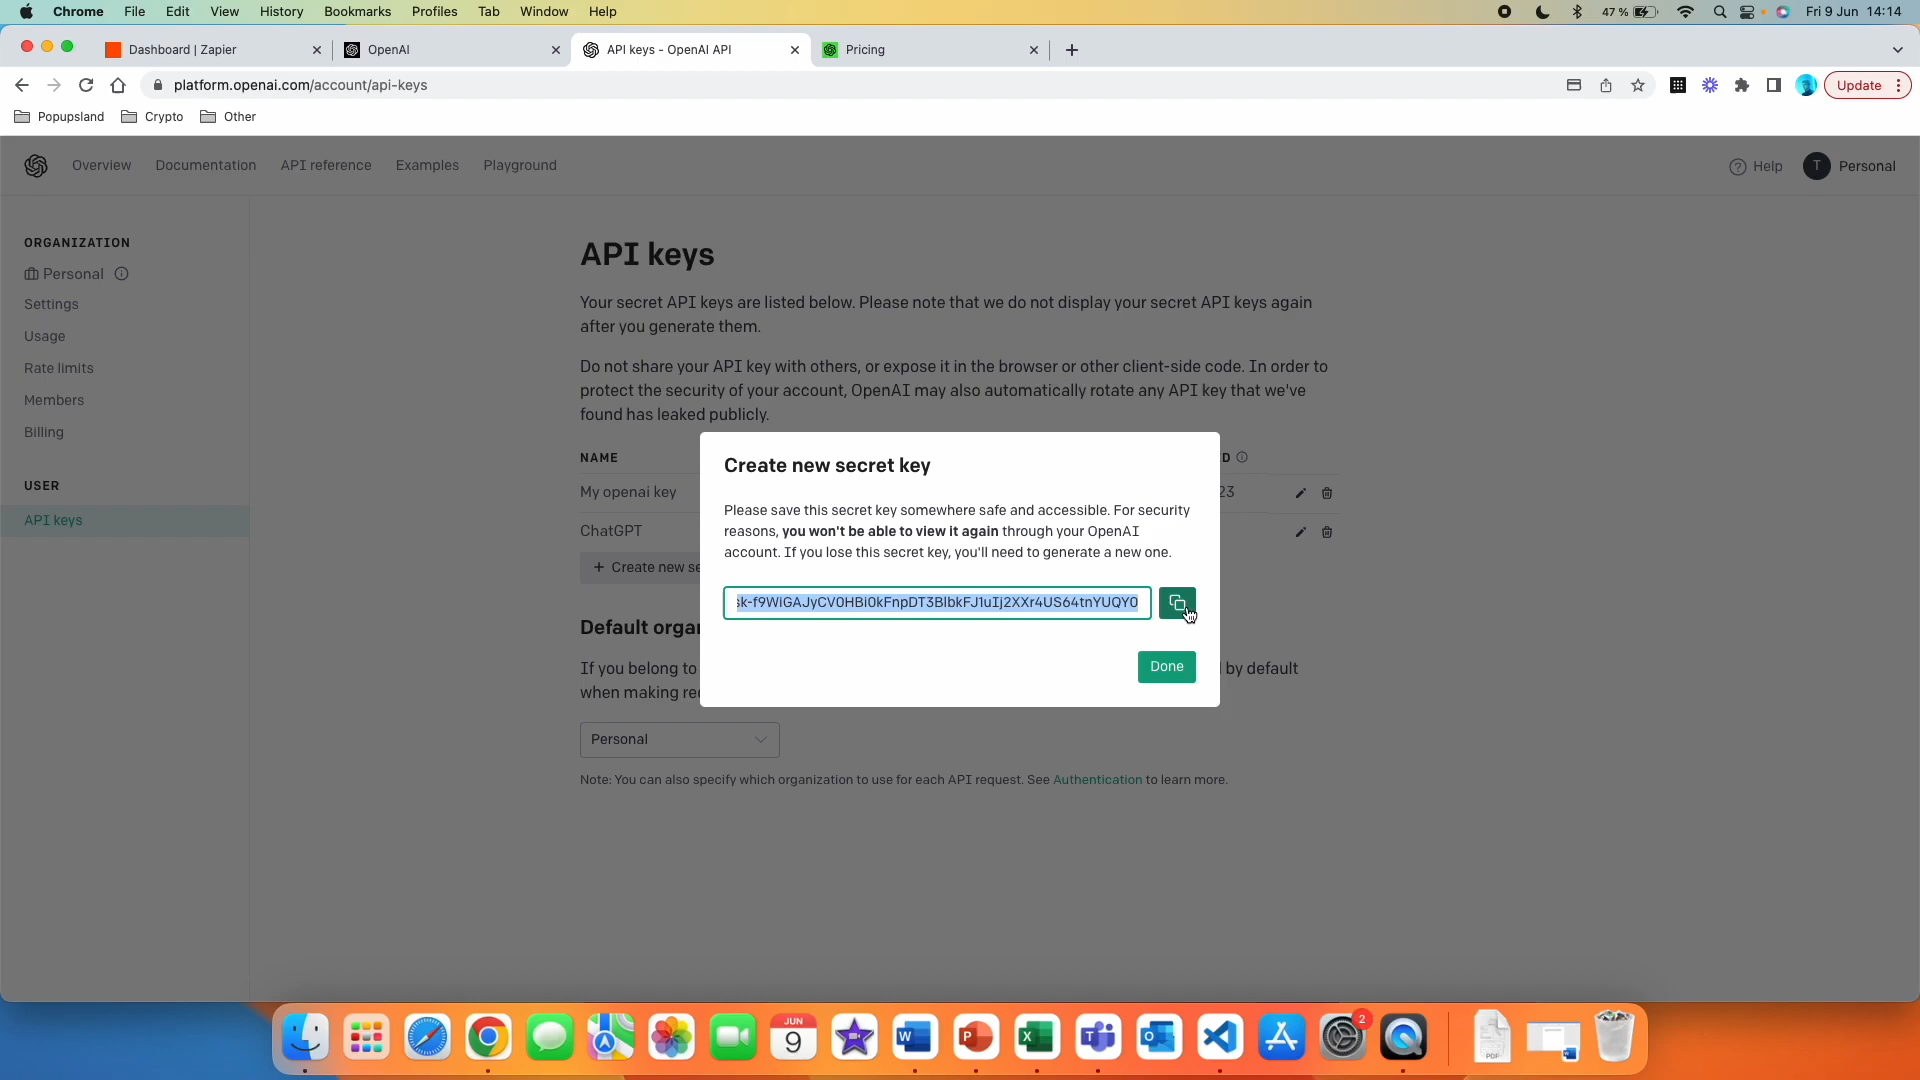 Chrome File Edit View History Bookmarks Profiles Tab Window Help 47 % Fri 9 Jun 14:14
Dashboard | Zapier OpenAI API keys - OpenAI API Pricing
platform.openai.com/account/api-keys Update
Popupsland Crypto Other
Overview Documentation API reference Examples Playground Help T Personal
ORGANIZATION
Personal
Settings
Usage
Rate limits
Members
Billing
USER
API keys
API keys
Your secret API keys are listed below. Please note that we do not display your secret API keys again
after you generate them.
Do not share your API key with others, or expose it in the browser or other client-side code. In order to
protect the security of your account, OpenAI may also automatically rotate any API key that we've
found has leaked publicly.
NAME D
My openai key 23
ChatGPT
+ Create new se
Default orga
If you belong to by default
when making re
Personal
Note: You can also specify which organization to use for each API request. See Authentication to learn more.
Create new secret key
Please save this secret key somewhere safe and accessible. For security
reasons, you won't be able to view it again through your OpenAI
account. If you lose this secret key, you'll need to generate a new one.
Done
JUN
9
2
PDF